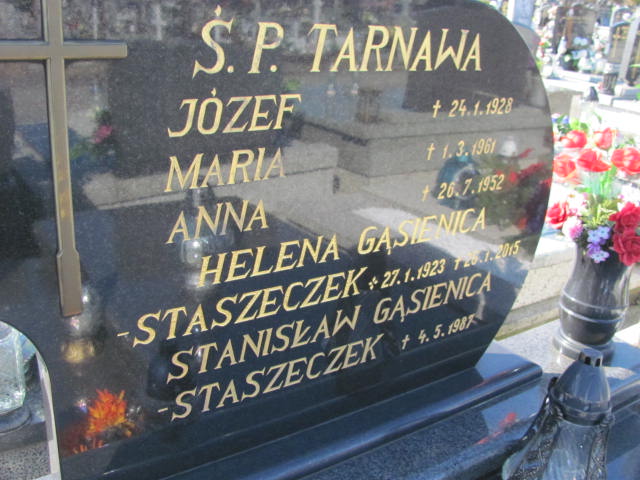 Ś.P. TARNAWA
JÓZEF † 24.1.1928
MARIA † 1.3.1961
ANNA † 26.7.1952
HELENA GĄSIENICA
-STASZECZEK * 27.1.1923 † 26.1.2015
STANISŁAW GĄSIENICA
-STASZECZEK † 4.5.1987